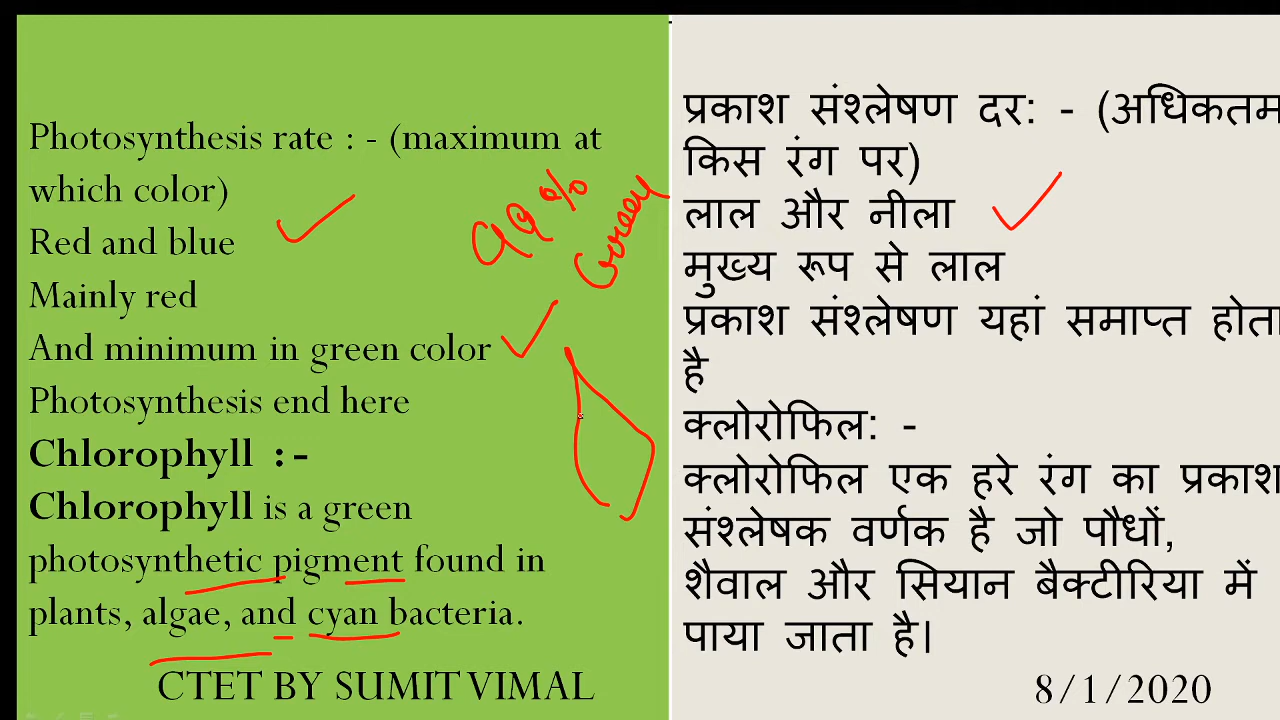 Photosynthesis rate : - (maximum at
which color)
Red and blue
Mainly red
And minimum in green color
Photosynthesis end here
Chlorophyll :-
Chlorophyll is a green
photosynthetic pigment found in
plants, algae, and cyan bacteria.
CTET BY SUMIT VIMAL
99%
Green
प्रकाश संश्लेषण दर: - (अधिकतम
किस रंग पर)
लाल और नीला
मुख्य रूप से लाल
प्रकाश संश्लेषण यहां समाप्त होता
है
क्लोरोफिल: -
क्लोरोफिल एक हरे रंग का प्रकाश
संश्लेषक वर्णक है जो पौधों,
शैवाल और सियान बैक्टीरिया में
पाया जाता है।
8/1/2020